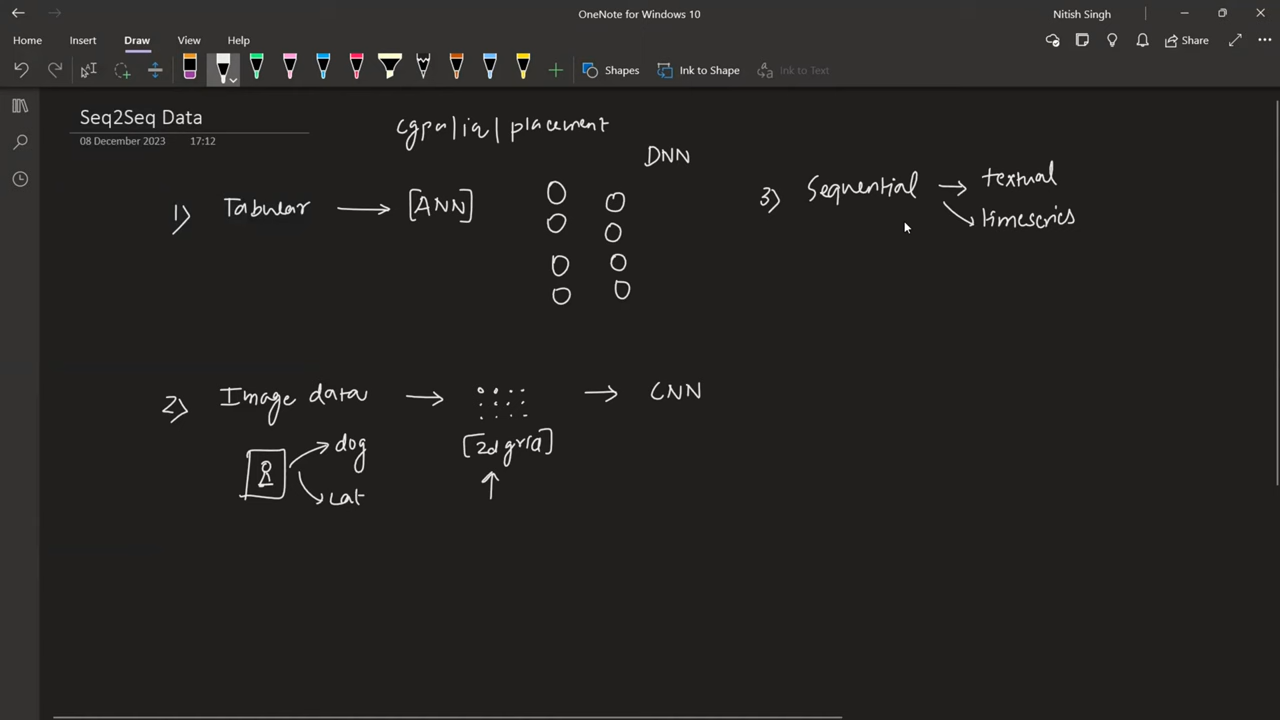 OneNote for Windows 10
Nitish Singh
Home Insert Draw View Help
Share
Shapes Ink to Shape Ink to Text
Seq2Seq Data
08 December 2023 17:12
cgpa|iq|placement
DNN
1) Tabular → [ANN]
3) Sequential → textual
timeseries
2) Image data → → CNN
[2d grid]
dog
cat